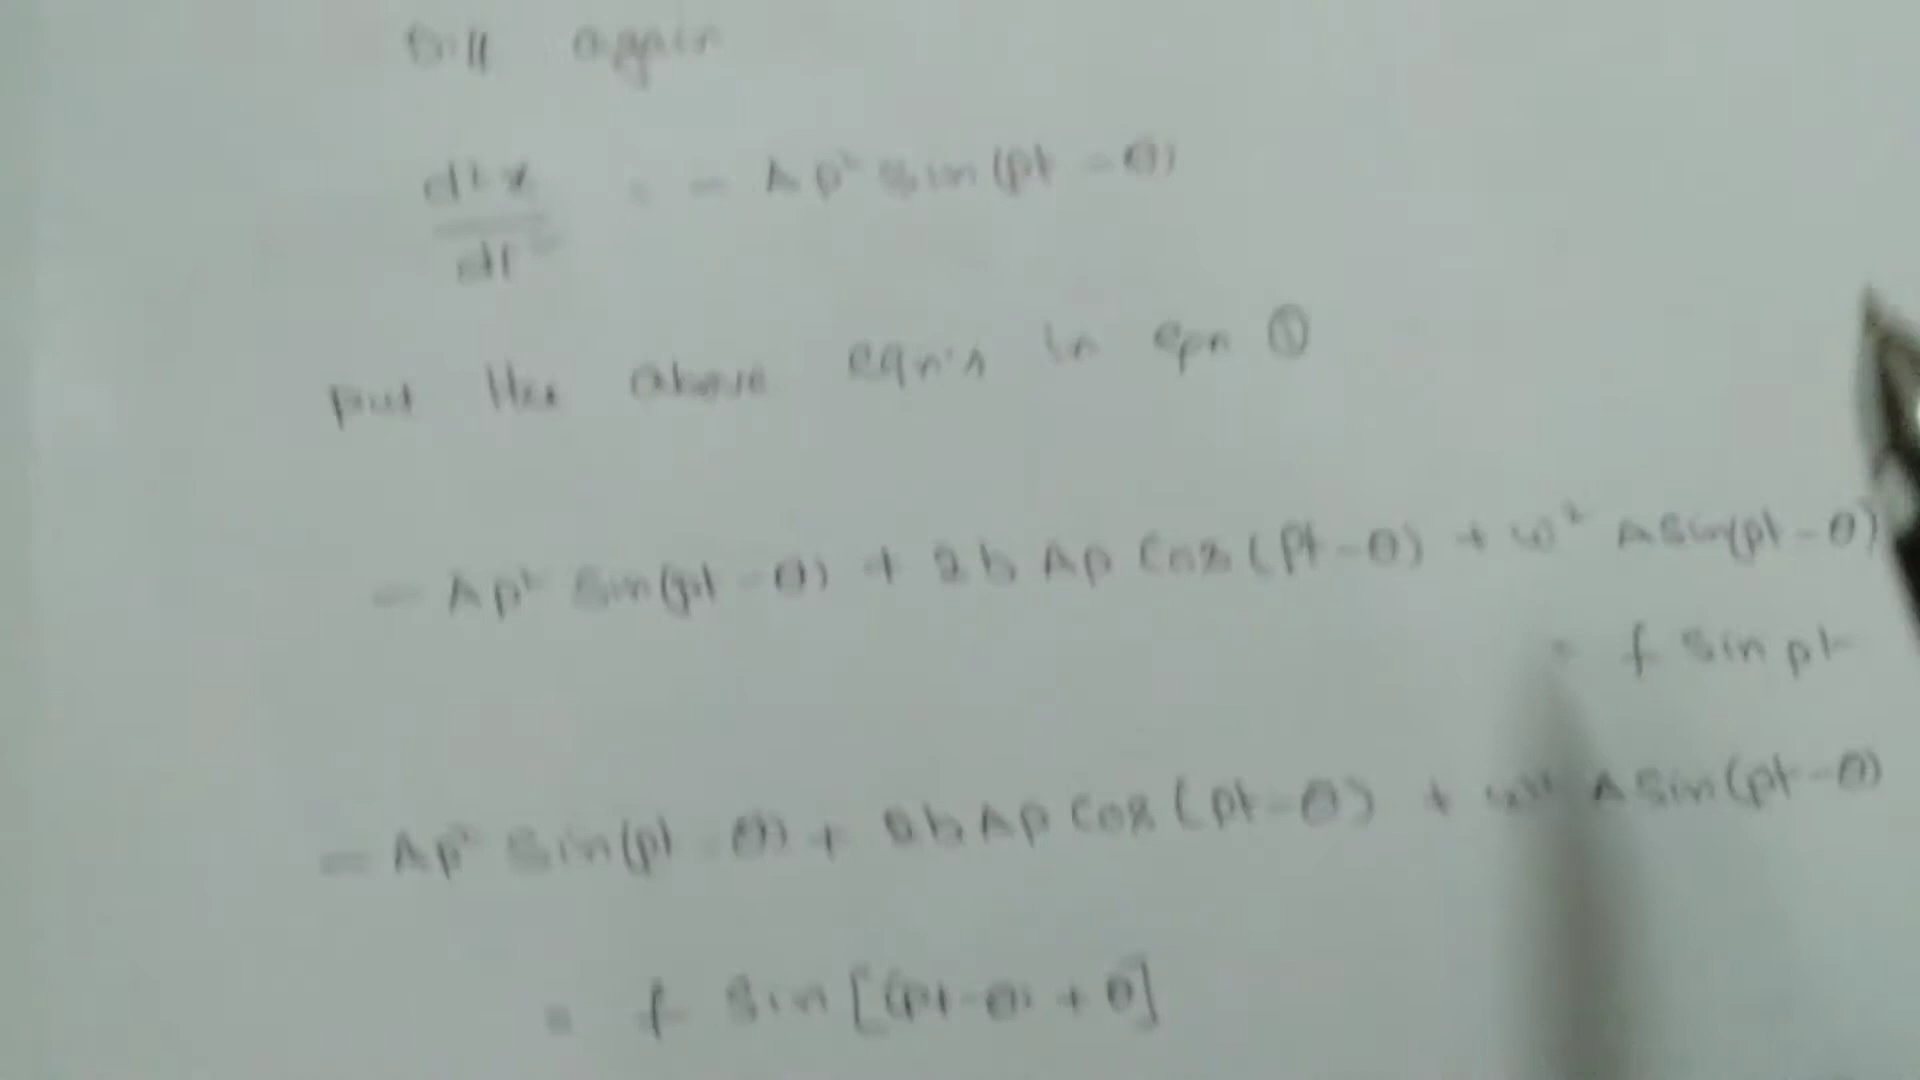 Diff again
d²x
dt² = - Ap² Sin (pt - θ)
put the above eqn's in eqn ①
- Ap² Sin(pt - θ) + 2b Ap Cos (pt - θ) + ω² A Sin(pt - θ)
= f Sin pt
- Ap² Sin(pt - θ) + 2b Ap Cos (pt - θ) + ω² A Sin (pt - θ)
= f Sin [(pt - θ) + θ]